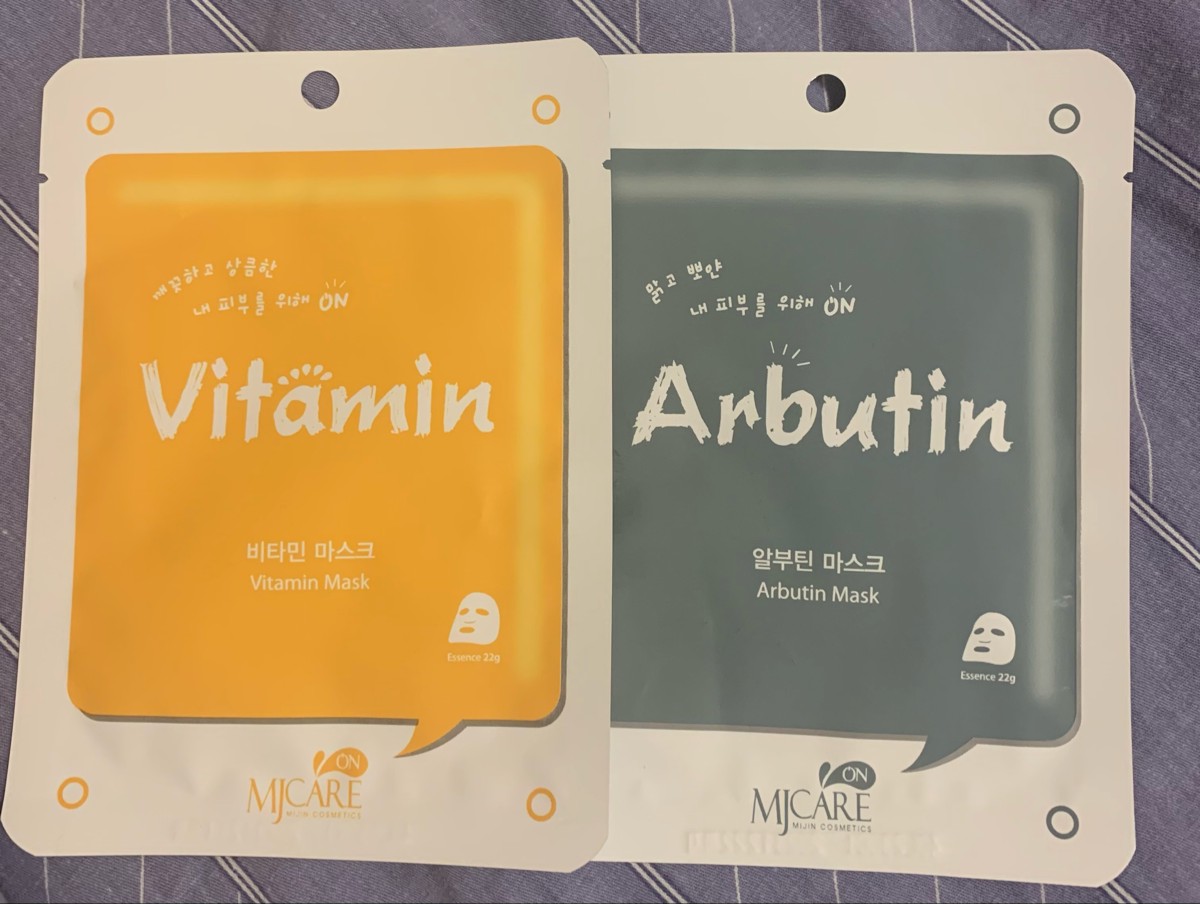 깨끗하고 상큼한
내 피부를 위해 ON
Vitamin
비타민 마스크
Vitamin Mask
Essence 22g
ON
MJCARE
MIJIN COSMETICS
맑고 뽀얀
내 피부를 위해 ON
Arbutin
알부틴 마스크
Arbutin Mask
Essence 22g
ON
MJCARE
MIJIN COSMETICS